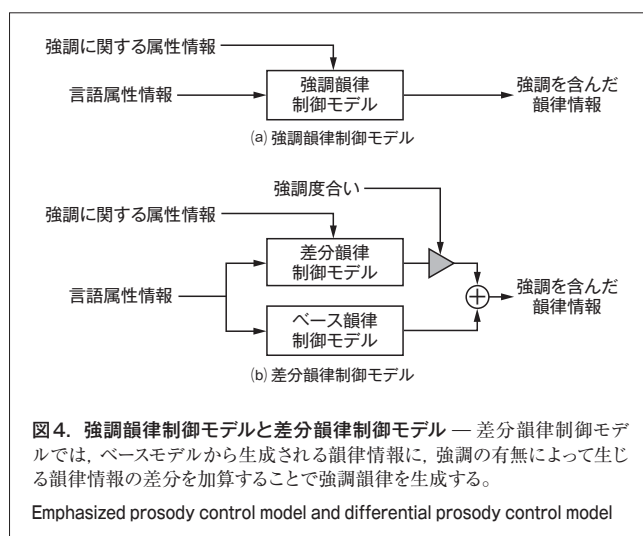 強調に関する属性情報
言語属性情報
強調韻律
制御モデル
強調を含んだ
韻律情報
(a) 強調韻律制御モデル
強調度合い
強調に関する属性情報
差分韻律
制御モデル
言語属性情報
強調を含んだ
韻律情報
ベース韻律
制御モデル
(b) 差分韻律制御モデル
図4. 強調韻律制御モデルと差分韻律制御モデル ― 差分韻律制御モデ
ルでは, ベースモデルから生成される韻律情報に, 強調の有無によって生じ
る韻律情報の差分を加算することで強調韻律を生成する。
Emphasized prosody control model and differential prosody control model